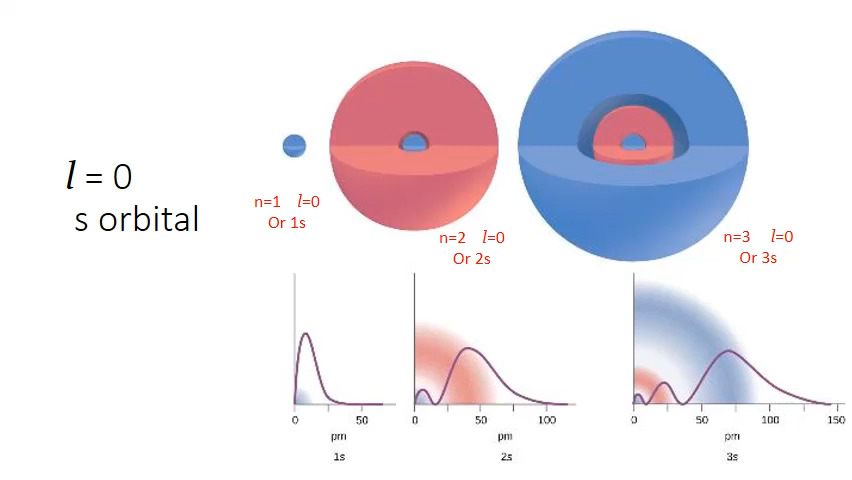 l = 0
s orbital
n=1 l=0
Or 1s
n=2 l=0
Or 2s
n=3 l=0
Or 3s
0 50
pm
1s
0 50 100
pm
2s
0 50 100 150
pm
3s